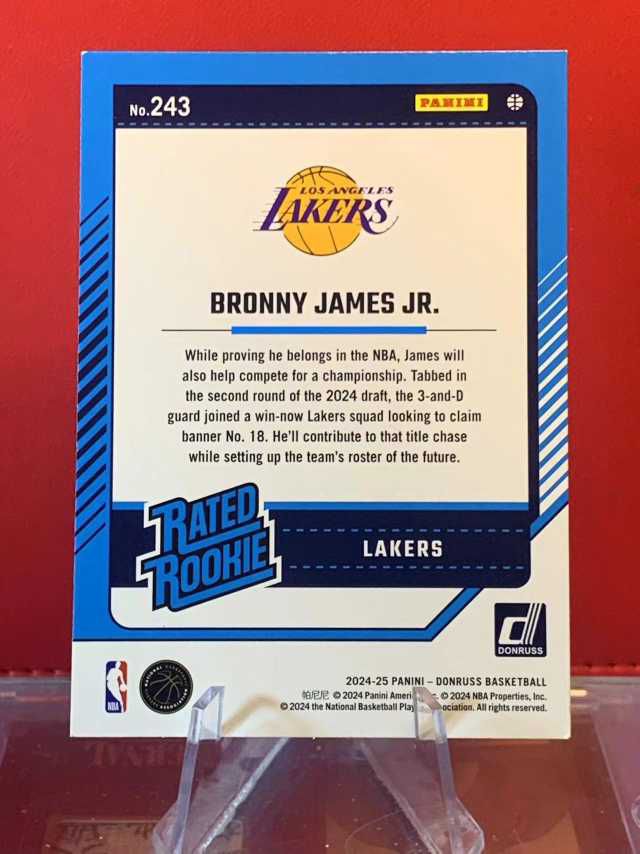 No. 243
PANINI
LOS ANGELES
LAKERS
BRONNY JAMES JR.
While proving he belongs in the NBA, James will
also help compete for a championship. Tabbed in
the second round of the 2024 draft, the 3-and-D
guard joined a win-now Lakers squad looking to claim
banner No. 18. He'll contribute to that title chase
while setting up the team's roster of the future.
RATED
ROOKIE
LAKERS
DONRUSS
NBA
NATIONAL BASKETBALL
ASSOCIATION
2024-25 PANINI – DONRUSS BASKETBALL
帕尼尼 © 2024 Panini Inc. © 2024 NBA Properties, Inc.
© 2024 the National Basketball All rights reserved.